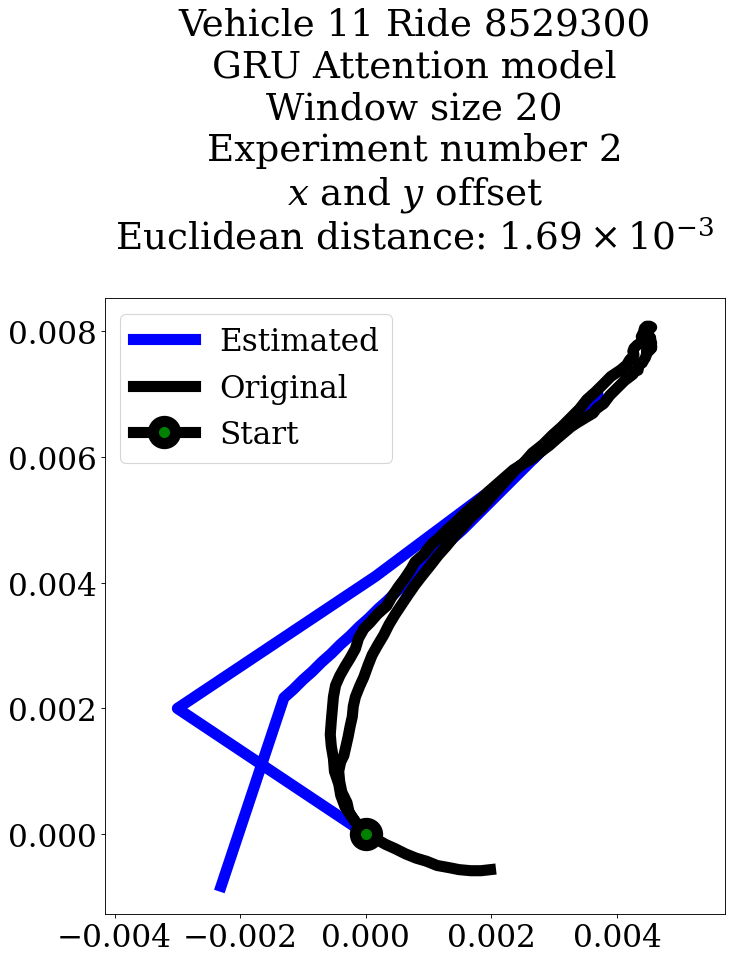 Vehicle 11 Ride 8529300
GRU Attention model
Window size 20
Experiment number 2
x and y offset
Euclidean distance: 1.69 × 10⁻³
Estimated
Original
Start
0.008
0.006
0.004
0.002
0.000
−0.004 −0.002 0.000 0.002 0.004